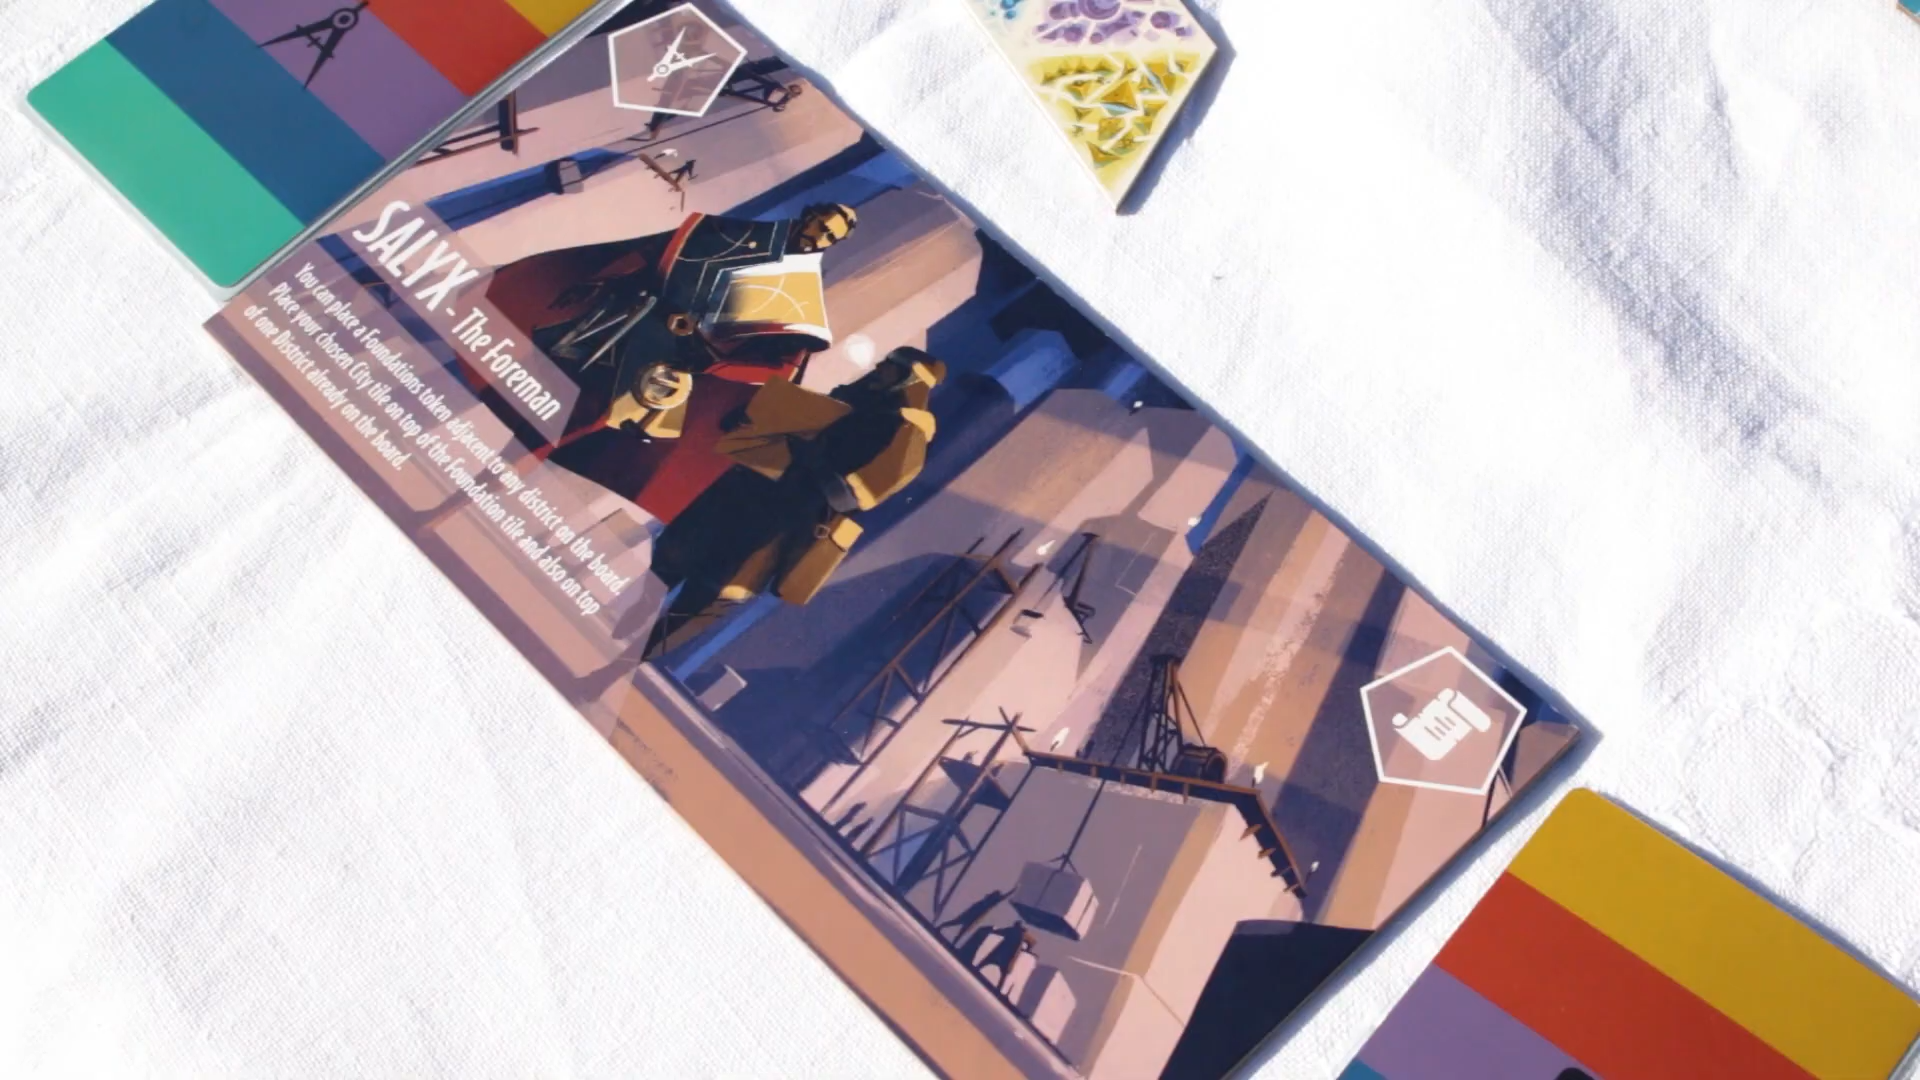 SALYX - The Foreman
You can place a Foundations token adjacent to any district on the board.
Place your chosen City tile on top of the Foundation tile and also on top
of one District already on the board.